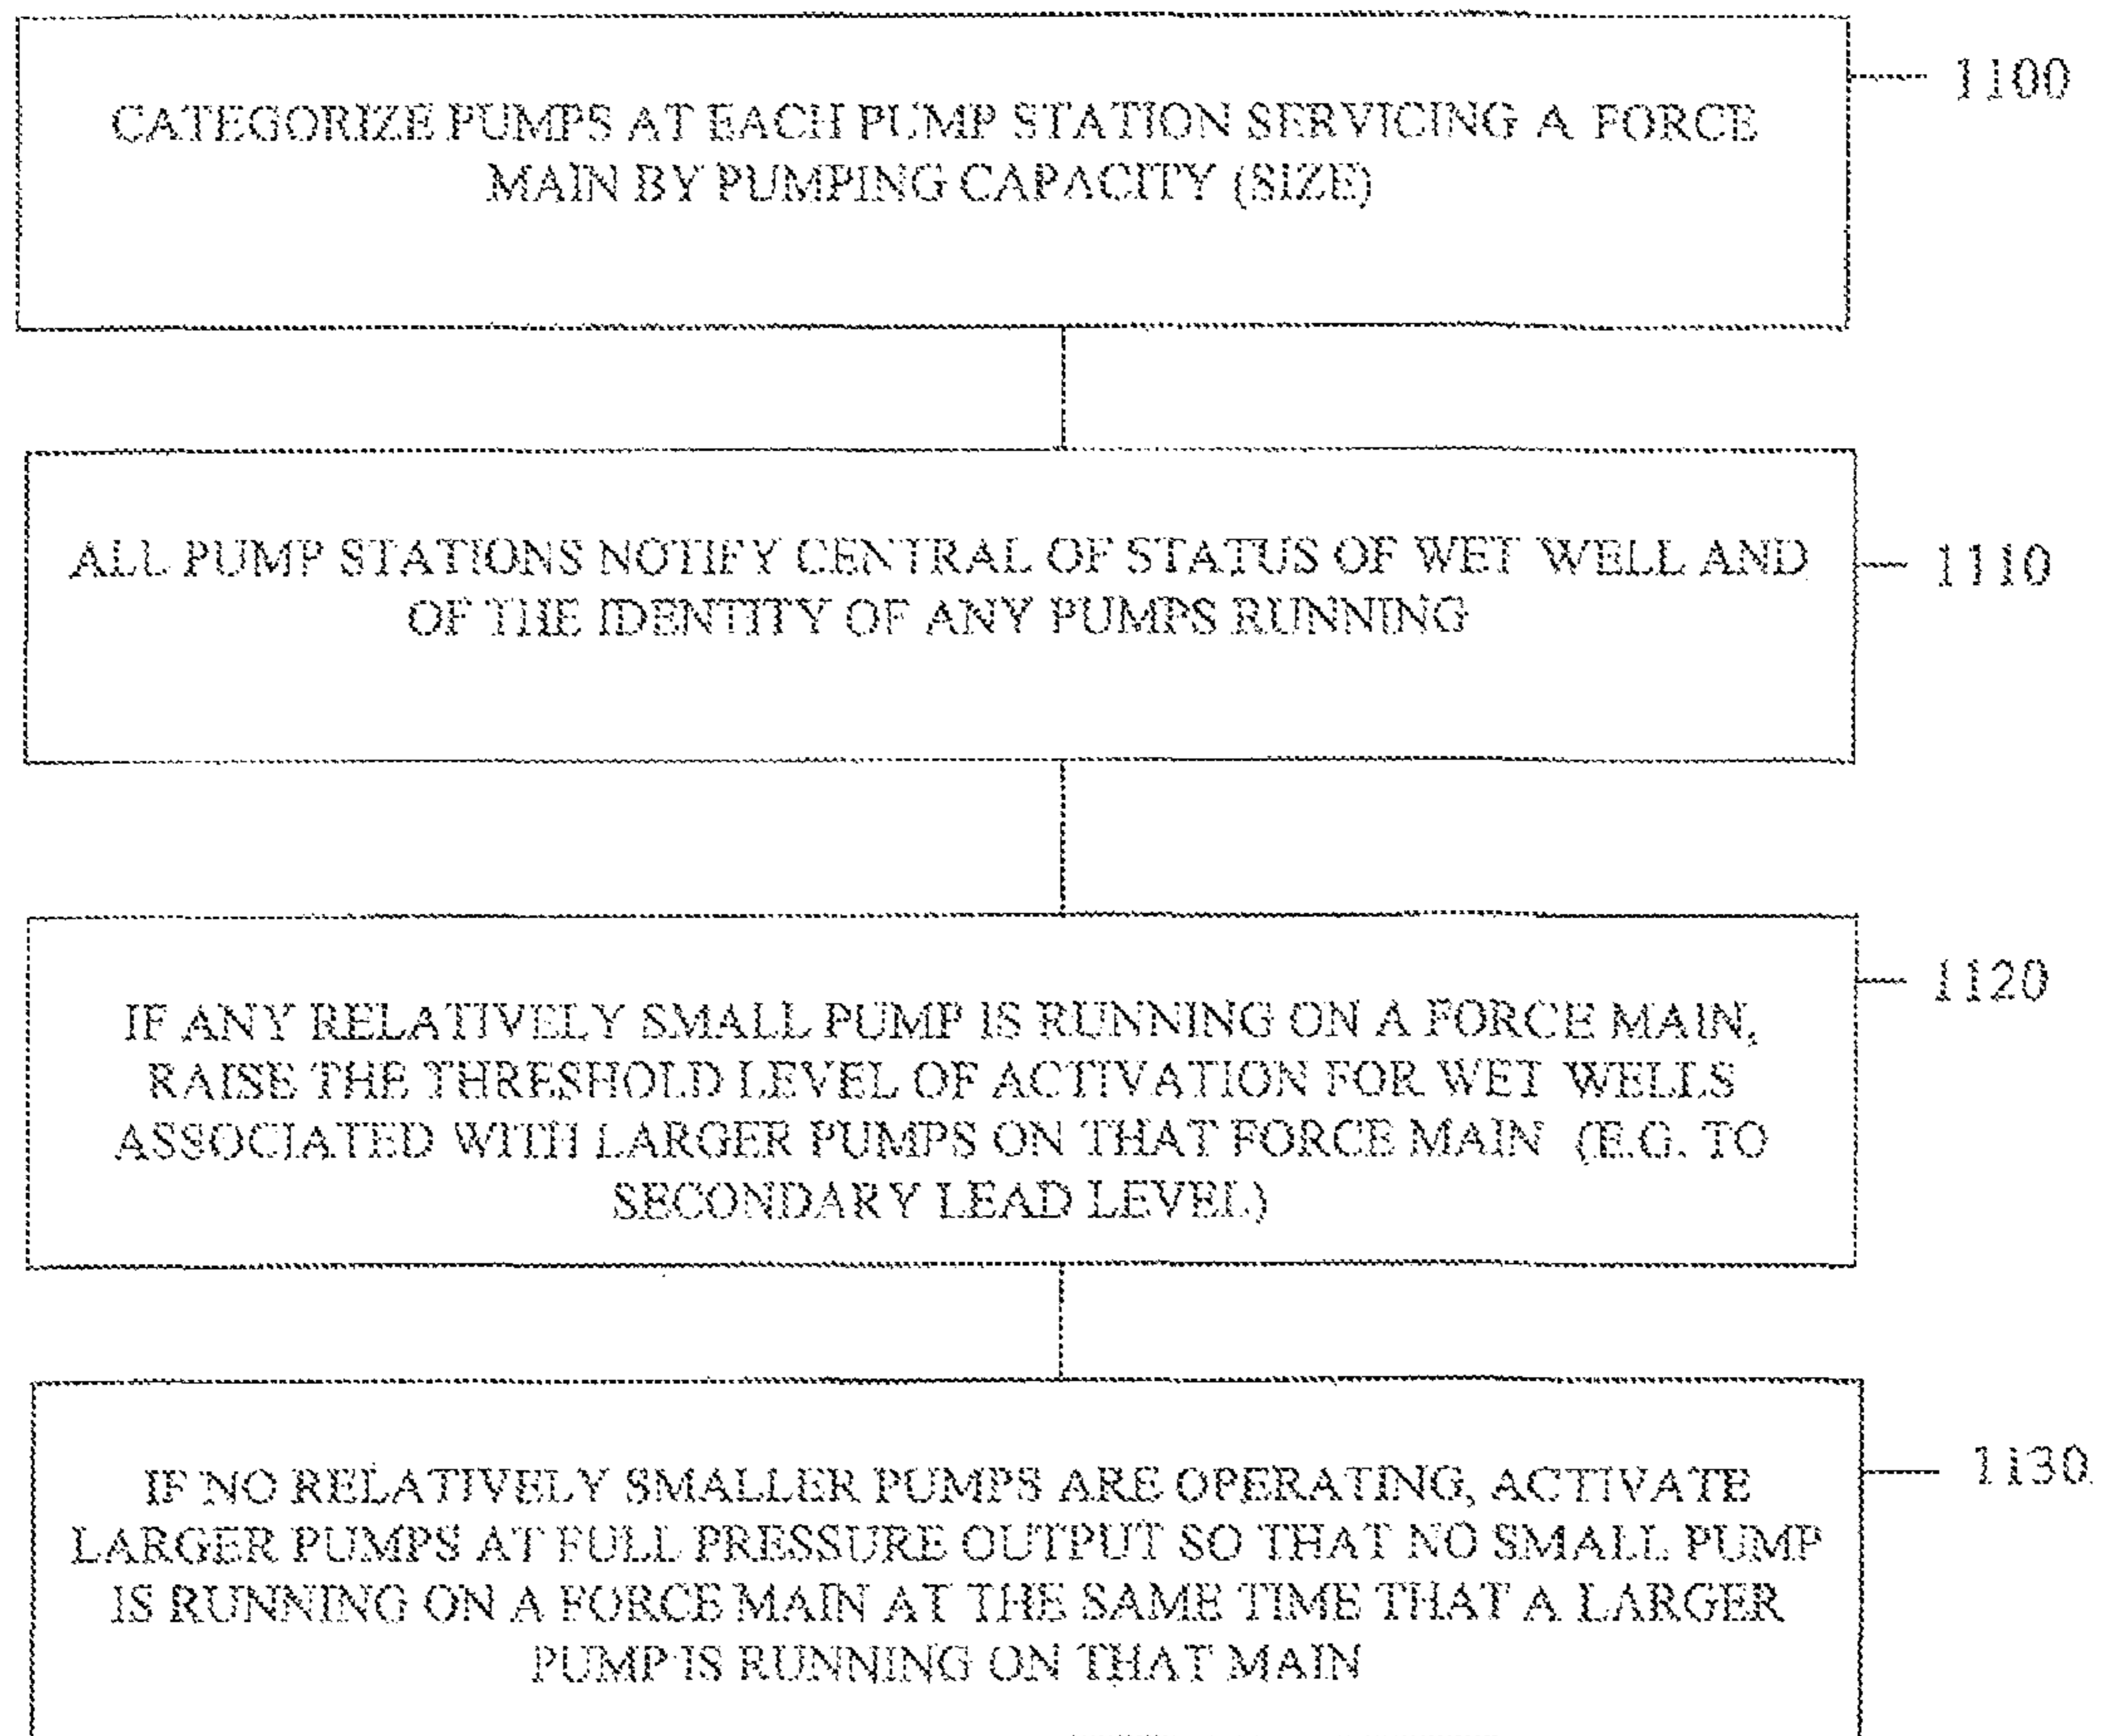 CATEGORIZE PUMPS AT EACH PUMP STATION SERVICING A FORCE
MAIN BY PUMPING CAPACITY (SIZE)
1100
ALL PUMP STATIONS NOTIFY CENTRAL OF STATUS OF WET WELL AND
OF THE IDENTITY OF ANY PUMPS RUNNING
1110
IF ANY RELATIVELY SMALL PUMP IS RUNNING ON A FORCE MAIN,
RAISE THE THRESHOLD LEVEL OF ACTIVATION FOR WET WELLS
ASSOCIATED WITH LARGER PUMPS ON THAT FORCE MAIN (E.G. TO
SECONDARY LEAD LEVEL)
1120
IF NO RELATIVELY SMALLER PUMPS ARE OPERATING, ACTIVATE
LARGER PUMPS AT FULL PRESSURE OUTPUT SO THAT NO SMALL PUMP
IS RUNNING ON A FORCE MAIN AT THE SAME TIME THAT A LARGER
PUMP IS RUNNING ON THAT MAIN
1130